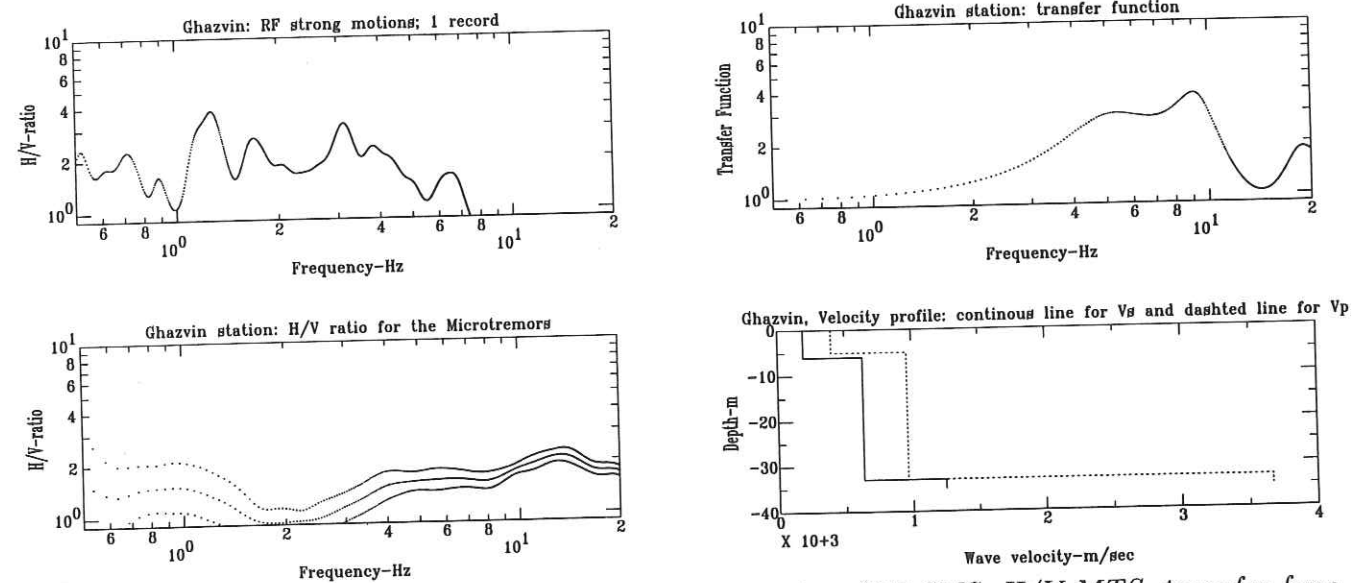 Ghazvin: RF strong motions; 1 record
10^1
8
6
4
2
10^0
H/V-ratio
6 8 10^0 2 4 6 8 10^1 2
Frequency-Hz
Ghazvin station: transfer function
10^1
8
6
4
2
10^0
Transfer Function
6 8 10^0 2 4 6 8 10^1 2
Frequency-Hz
Ghazvin station: H/V ratio for the Microtremors
10^1
8
6
4
2
10^0
H/V-ratio
6 8 10^0 2 4 6 8 10^1 2
Frequency-Hz
Ghazvin, Velocity profile: continous line for Vs and dashted line for Vp
0
-10
-20
-30
-40
Depth-m
0 1 2 3 4
X 10+3
Wave velocity-m/sec